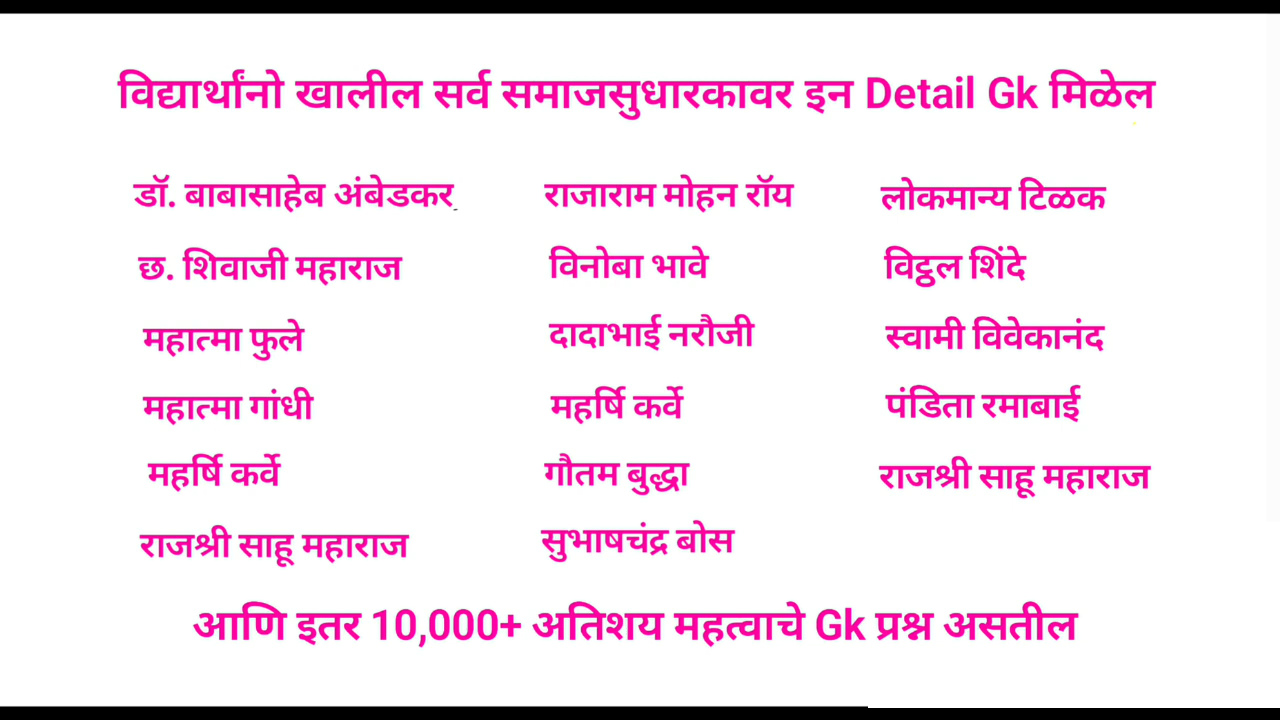 विद्यार्थांनो खालील सर्व समाजसुधारकावर इन Detail Gk मिळेल
डॉ. बाबासाहेब अंबेडकर राजाराम मोहन रॉय लोकमान्य टिळक
छ. शिवाजी महाराज विनोबा भावे विट्ठल शिंदे
महात्मा फुले दादाभाई नरौजी स्वामी विवेकानंद
महात्मा गांधी महर्षि कर्वे पंडिता रमाबाई
महर्षि कर्वे गौतम बुद्धा राजश्री साहू महाराज
राजश्री साहू महाराज सुभाषचंद्र बोस
आणि इतर 10,000+ अतिशय महत्वाचे Gk प्रश्न असतील